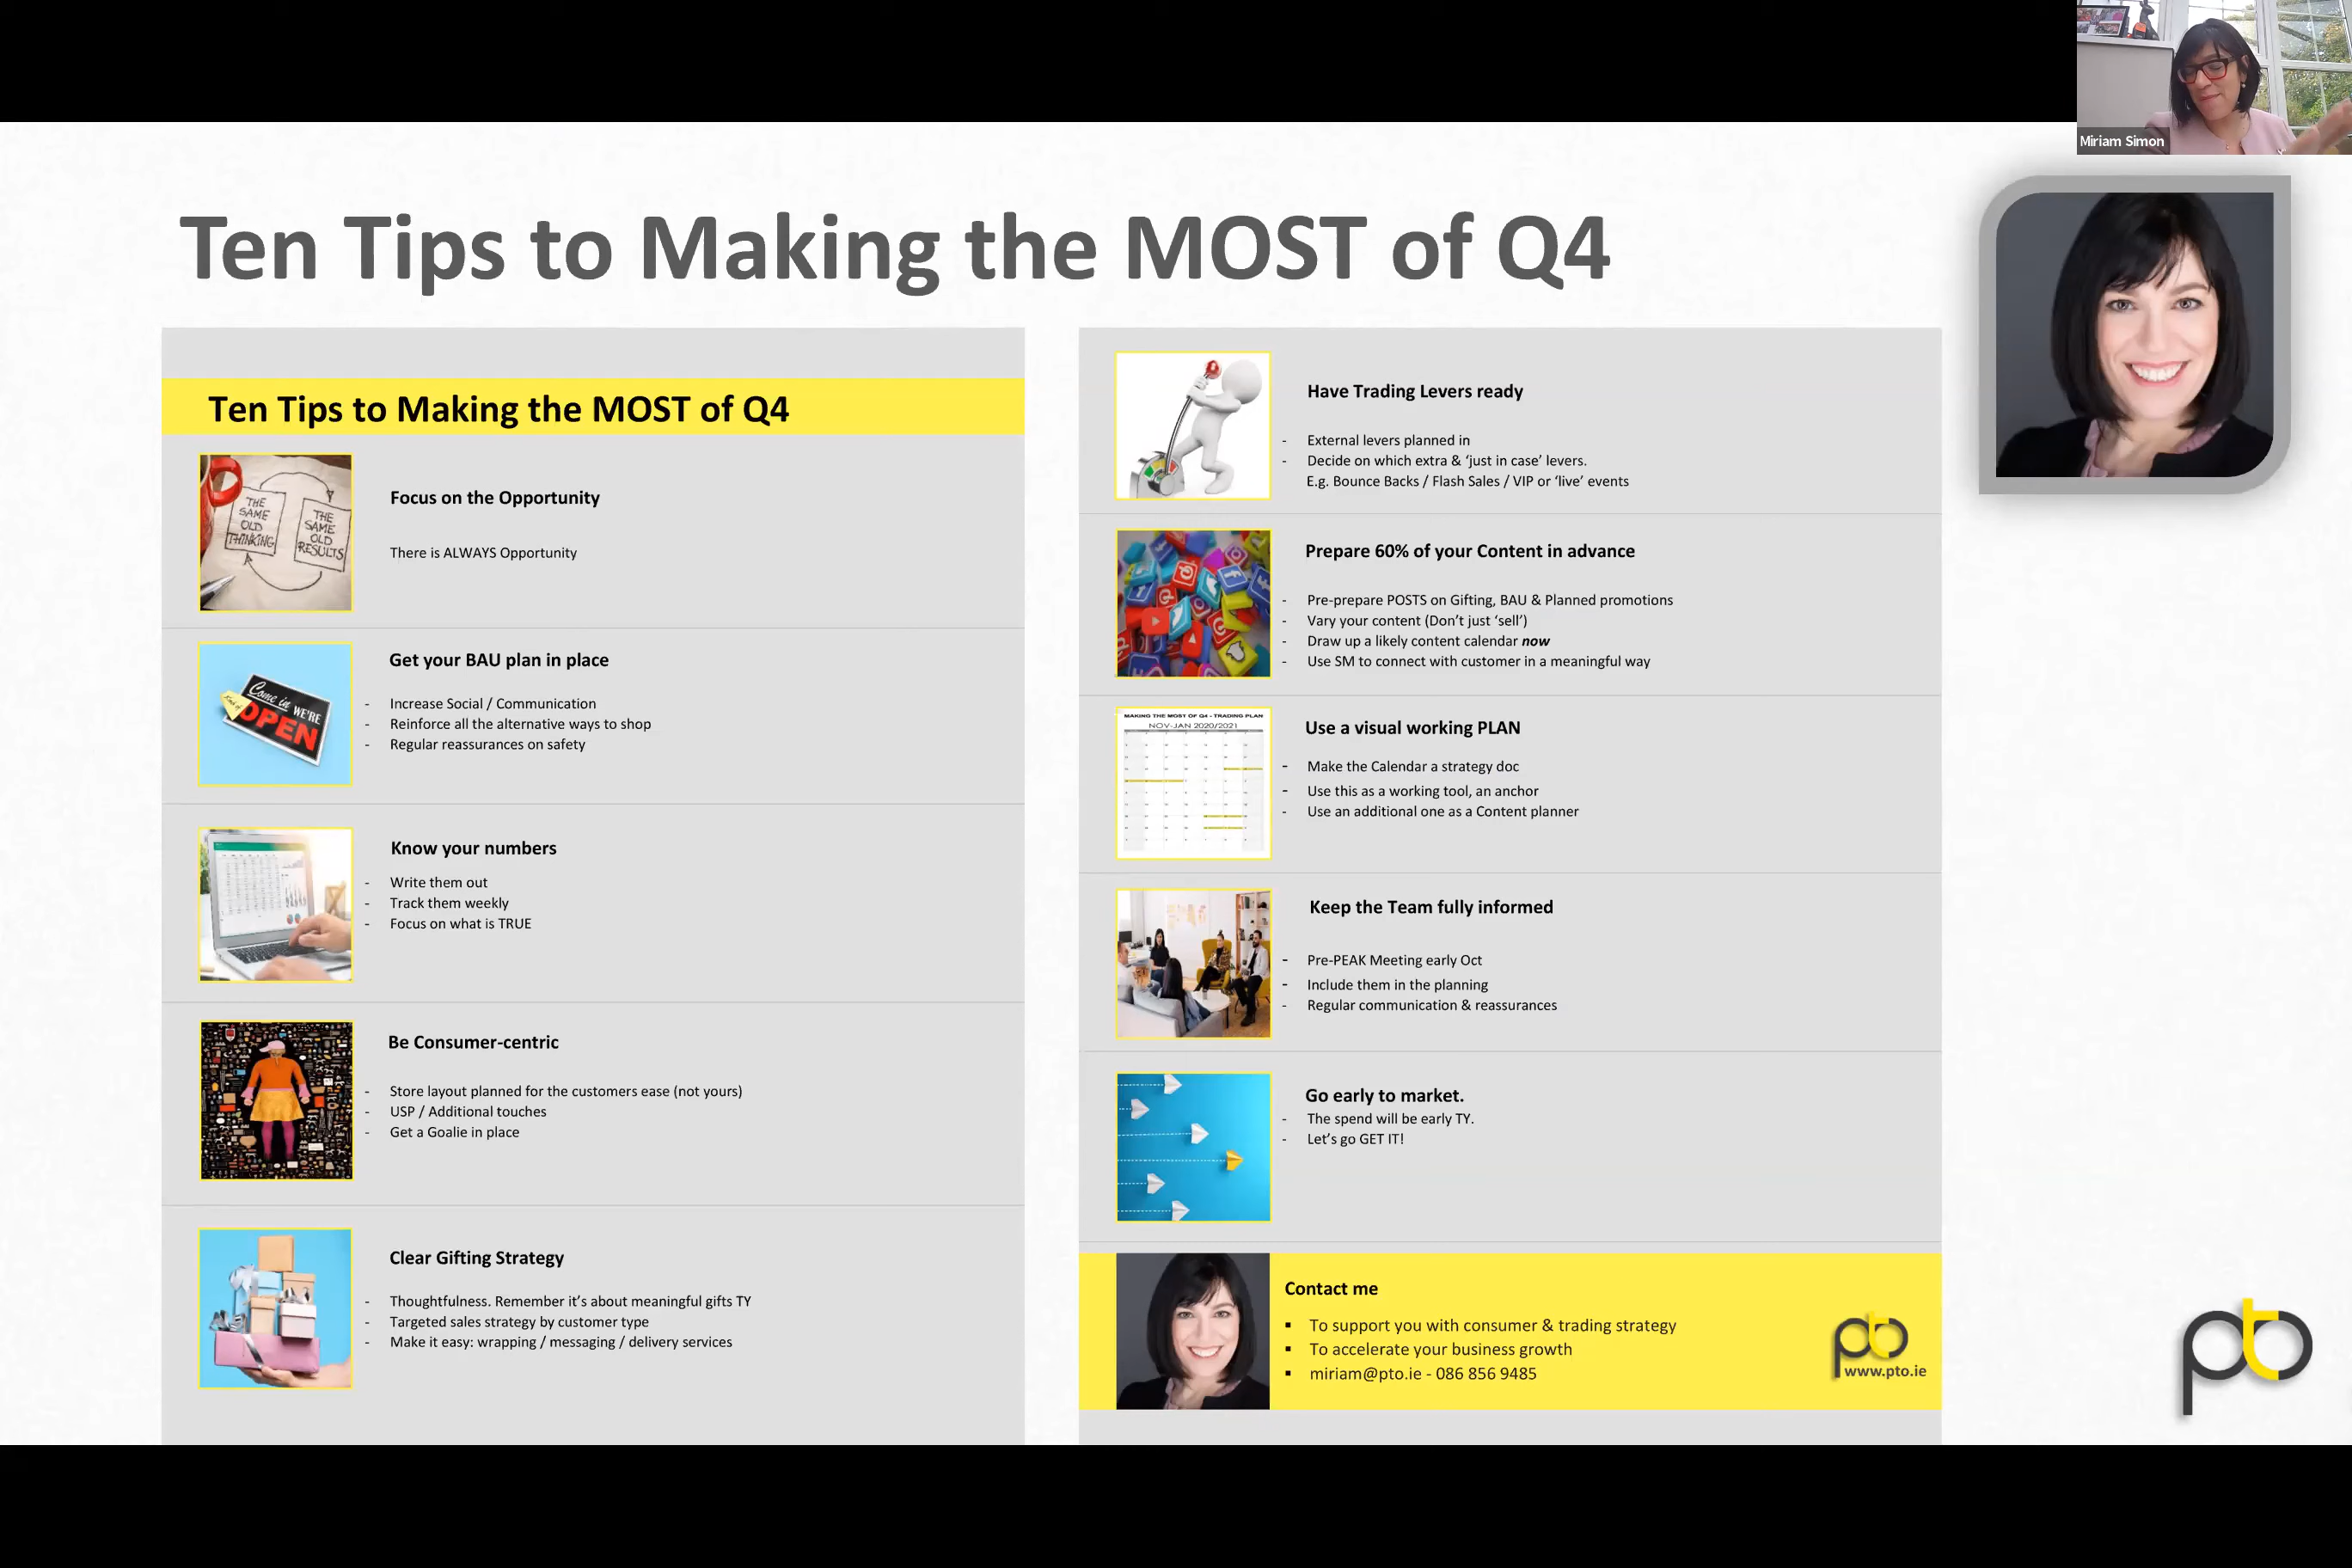 Miriam Simon
Ten Tips to Making the MOST of Q4
Ten Tips to Making the MOST of Q4
THE SAME OLD THINKING
THE SAME OLD RESULTS
Focus on the Opportunity
There is ALWAYS Opportunity
Come in WE'RE
OPEN
Get your BAU plan in place
- Increase Social / Communication
- Reinforce all the alternative ways to shop
- Regular reassurances on safety
Know your numbers
- Write them out
- Track them weekly
- Focus on what is TRUE
Be Consumer-centric
- Store layout planned for the customers ease (not yours)
- USP / Additional touches
- Get a Goalie in place
Clear Gifting Strategy
- Thoughtfulness. Remember it's about meaningful gifts TY
- Targeted sales strategy by customer type
- Make it easy: wrapping / messaging / delivery services
Have Trading Levers ready
- External levers planned in
- Decide on which extra & 'just in case' levers.
E.g. Bounce Backs / Flash Sales / VIP or 'live' events
Prepare 60% of your Content in advance
- Pre-prepare POSTS on Gifting, BAU & Planned promotions
- Vary your content (Don't just 'sell')
- Draw up a likely content calendar now
- Use SM to connect with customer in a meaningful way
MAKING THE MOST OF Q4 - TRADING PLAN
NOV-JAN 2020/2021
Use a visual working PLAN
- Make the Calendar a strategy doc
- Use this as a working tool, an anchor
- Use an additional one as a Content planner
Keep the Team fully informed
- Pre-PEAK Meeting early Oct
- Include them in the planning
- Regular communication & reassurances
Go early to market.
- The spend will be early TY.
- Let's go GET IT!
Contact me
▪ To support you with consumer & trading strategy
▪ To accelerate your business growth
▪ miriam@pto.ie - 086 856 9485
pto
www.pto.ie
pto